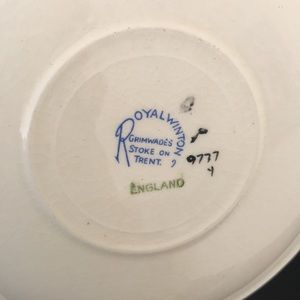 ROYAL WINTON
GRIMWADES
STOKE ON
TRENT.
9777
ENGLAND